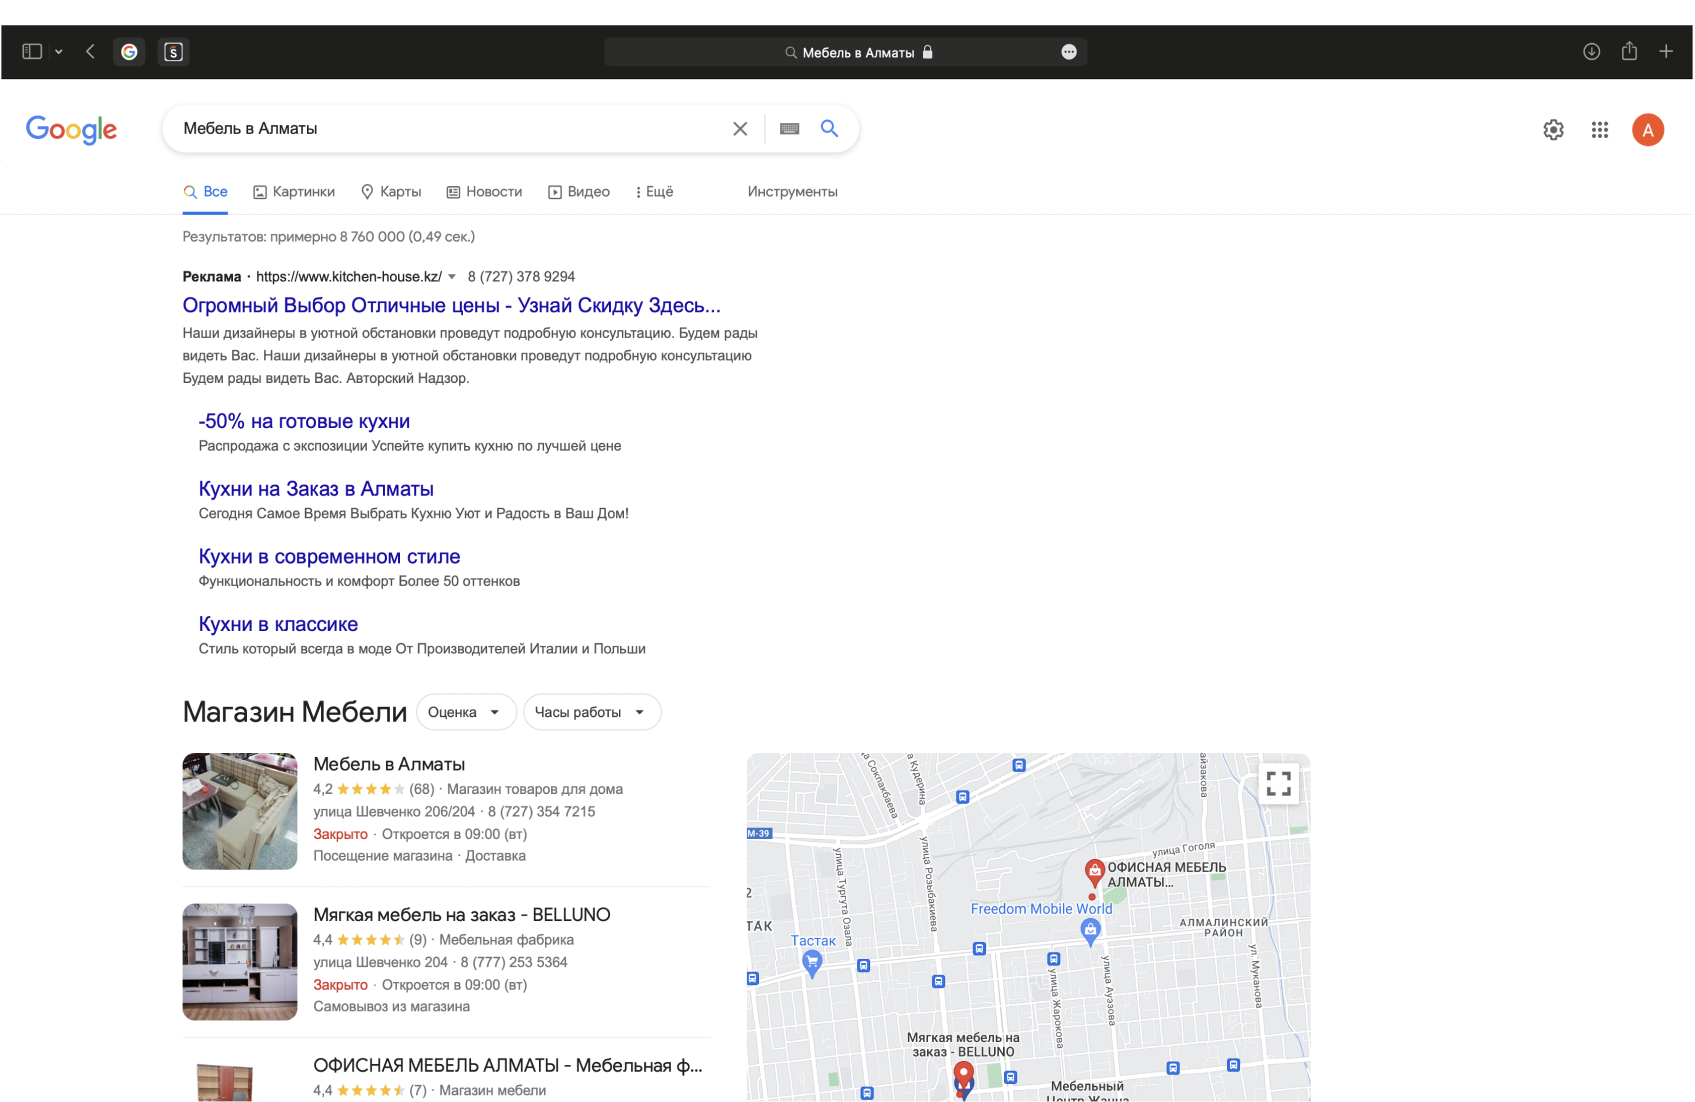 Мебель в Алматы
Google
Мебель в Алматы
A
Все
Картинки
Карты
Новости
Видео
Ещё
Инструменты
Результатов: примерно 8 760 000 (0,49 сек.)
Реклама · https://www.kitchen-house.kz/ 8 (727) 378 9294
Огромный Выбор Отличные цены - Узнай Скидку Здесь...
Наши дизайнеры в уютной обстановки проведут подробную консультацию. Будем рады
видеть Вас. Наши дизайнеры в уютной обстановки проведут подробную консультацию
Будем рады видеть Вас. Авторский Надзор.
-50% на готовые кухни
Распродажа с экспозиции Успейте купить кухню по лучшей цене
Кухни на Заказ в Алматы
Сегодня Самое Время Выбрать Кухню Уют и Радость в Ваш Дом!
Кухни в современном стиле
Функциональность и комфорт Более 50 оттенков
Кухни в классике
Стиль который всегда в моде От Производителей Италии и Польши
Магазин Мебели
Оценка
Часы работы
Мебель в Алматы
4,2 (68) · Магазин товаров для дома
улица Шевченко 206/204 · 8 (727) 354 7215
Закрыто · Откроется в 09:00 (вт)
Посещение магазина · Доставка
Мягкая мебель на заказ - BELLUNO
4,4 (9) · Мебельная фабрика
улица Шевченко 204 · 8 (777) 253 5364
Закрыто · Откроется в 09:00 (вт)
Самовывоз из магазина
ОФИСНАЯ МЕБЕЛЬ АЛМАТЫ - Мебельная ф...
4,4 (7) · Магазин мебели
а Сокпакбаева
а Кудерина
айзакова
М-39
улица Тургута Озала
улица Розыбакиева
улица Гоголя
ОФИСНАЯ МЕБЕЛЬ
АЛМАТЫ...
2
Freedom Mobile World
ТАК
Тастак
АЛМАЛИНСКИЙ
РАЙОН
улица Жарокова
улица Ауэзова
ул. Муканова
Мягкая мебель на
заказ - BELLUNO
Мебельный
Центр Жанна